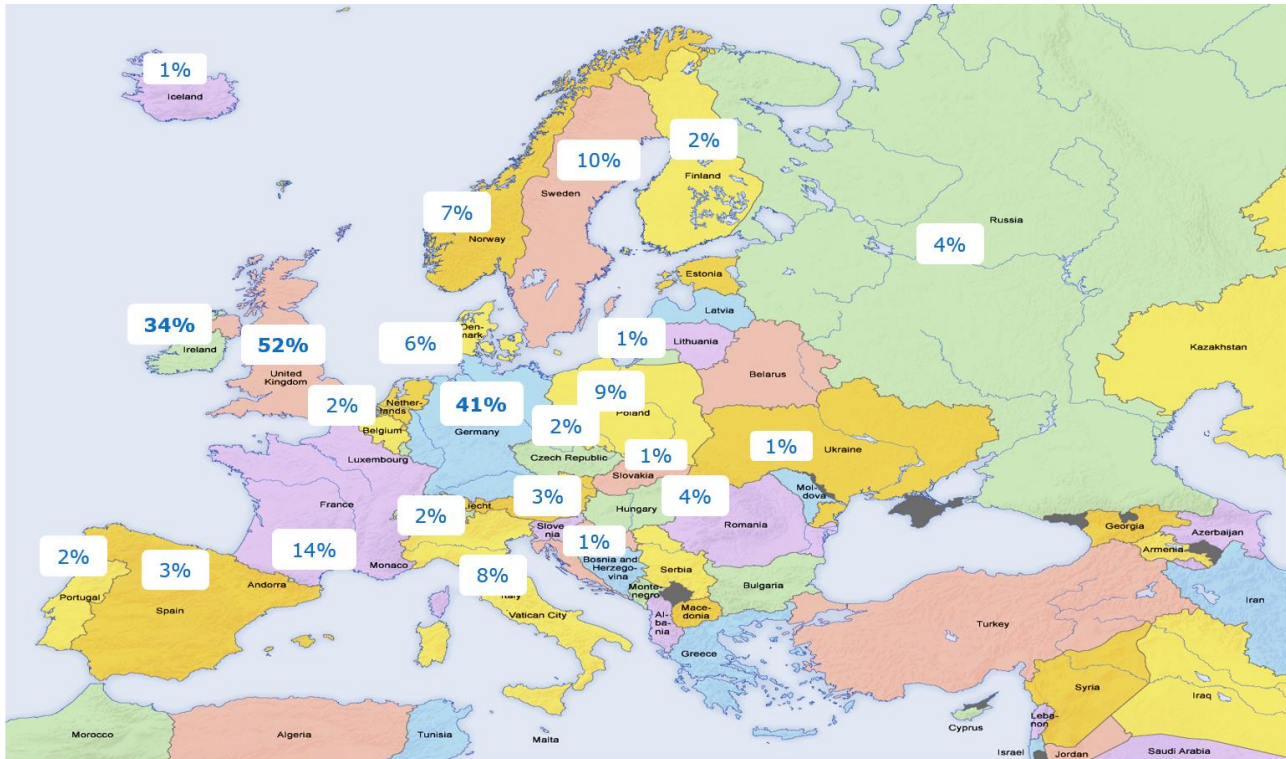 1%
Iceland
2%
10%
Finland
Sweden
7%
Norway
Russia
4%
Estonia
Latvia
34%
Ireland
52%
United
Kingdom
6%
Den-
mark
1%
Lithuania
Kazakhstan
Belarus
2%
Nether-
lands
Belgium
41%
Germany
9%
Poland
2%
Czech Republic
1%
Slovakia
1%
Ukraine
Luxembourg
Mol-
dova
France
2%
Liecht.
3%
Hungary
4%
Romania
Slove-
nia
1%
Bosnia and
Herzego-
vina
Serbia
Georgia
Azerbaijan
Armenia
2%
Portugal
3%
Spain
Andorra
14%
Monaco
8%
Italy
Vatican City
Monte-
negro
Bulgaria
Mace-
donia
Al-
ba-
nia
Greece
Turkey
Iran
Syria
Iraq
Cyprus
Leba-
non
Israel
Jordan
Saudi Arabia
Morocco
Algeria
Tunisia
Malta